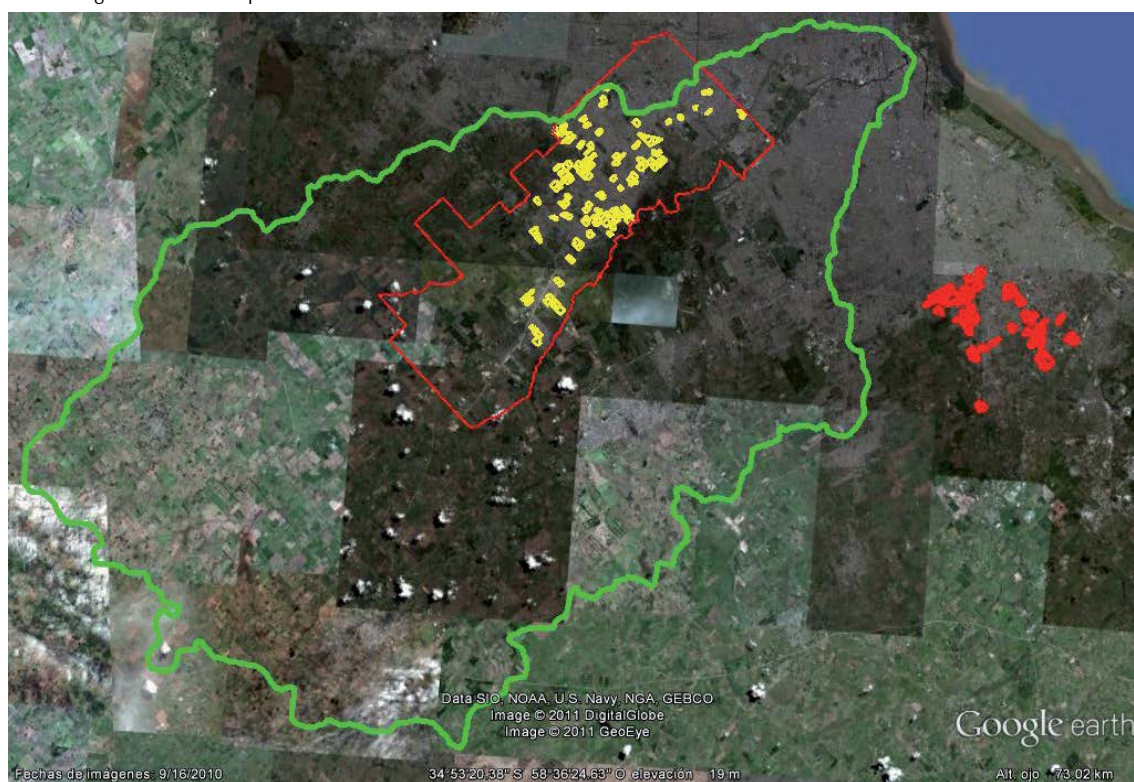 Data SIO, NOAA, U.S. Navy, NGA, GEBCO
Image © 2011 DigitalGlobe
Image © 2011 GeoEye
Google earth
Fechas de imágenes: 9/16/2010 34°53'20.38" S 58°36'24.63" O elevación 19 m Alt. ojo 73.02 km